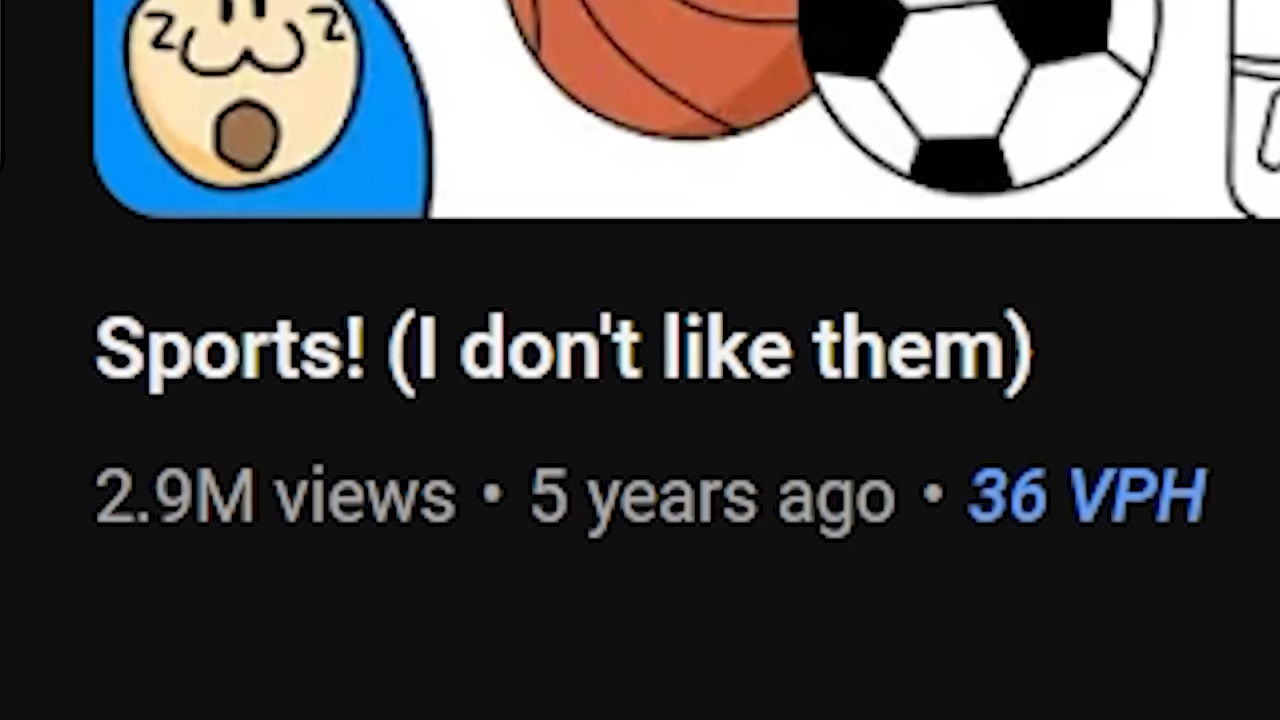 z z
Sports! (I don't like them)
2.9M views • 5 years ago • 36 VPH